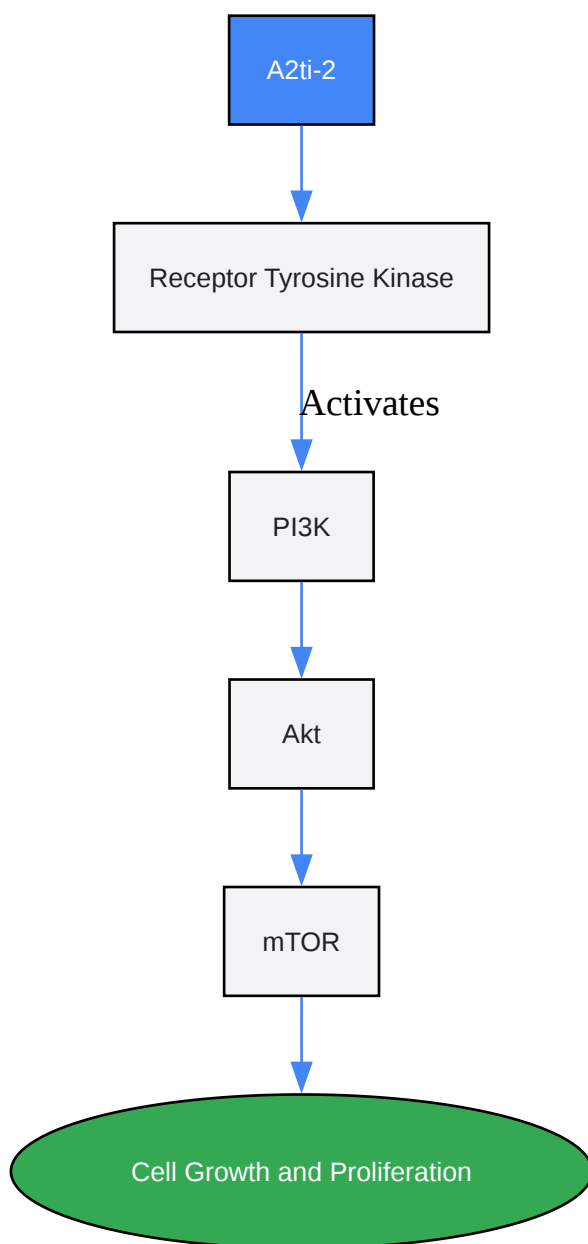 A2ti-2
Receptor Tyrosine Kinase
Activates
PI3K
Akt
mTOR
Cell Growth and Proliferation